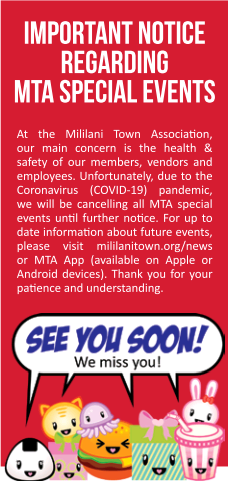 IMPORTANT NOTICE
REGARDING
MTA SPECIAL EVENTS
At the Mililani Town Association,
our main concern is the health &
safety of our members, vendors and
employees. Unfortunately, due to the
Coronavirus (COVID-19) pandemic,
we will be cancelling all MTA special
events until further notice. For up to
date information about future events,
please visit mililanitown.org/news
or MTA App (available on Apple or
Android devices). Thank you for your
patience and understanding.
SEE YOU SOON!
We miss you!